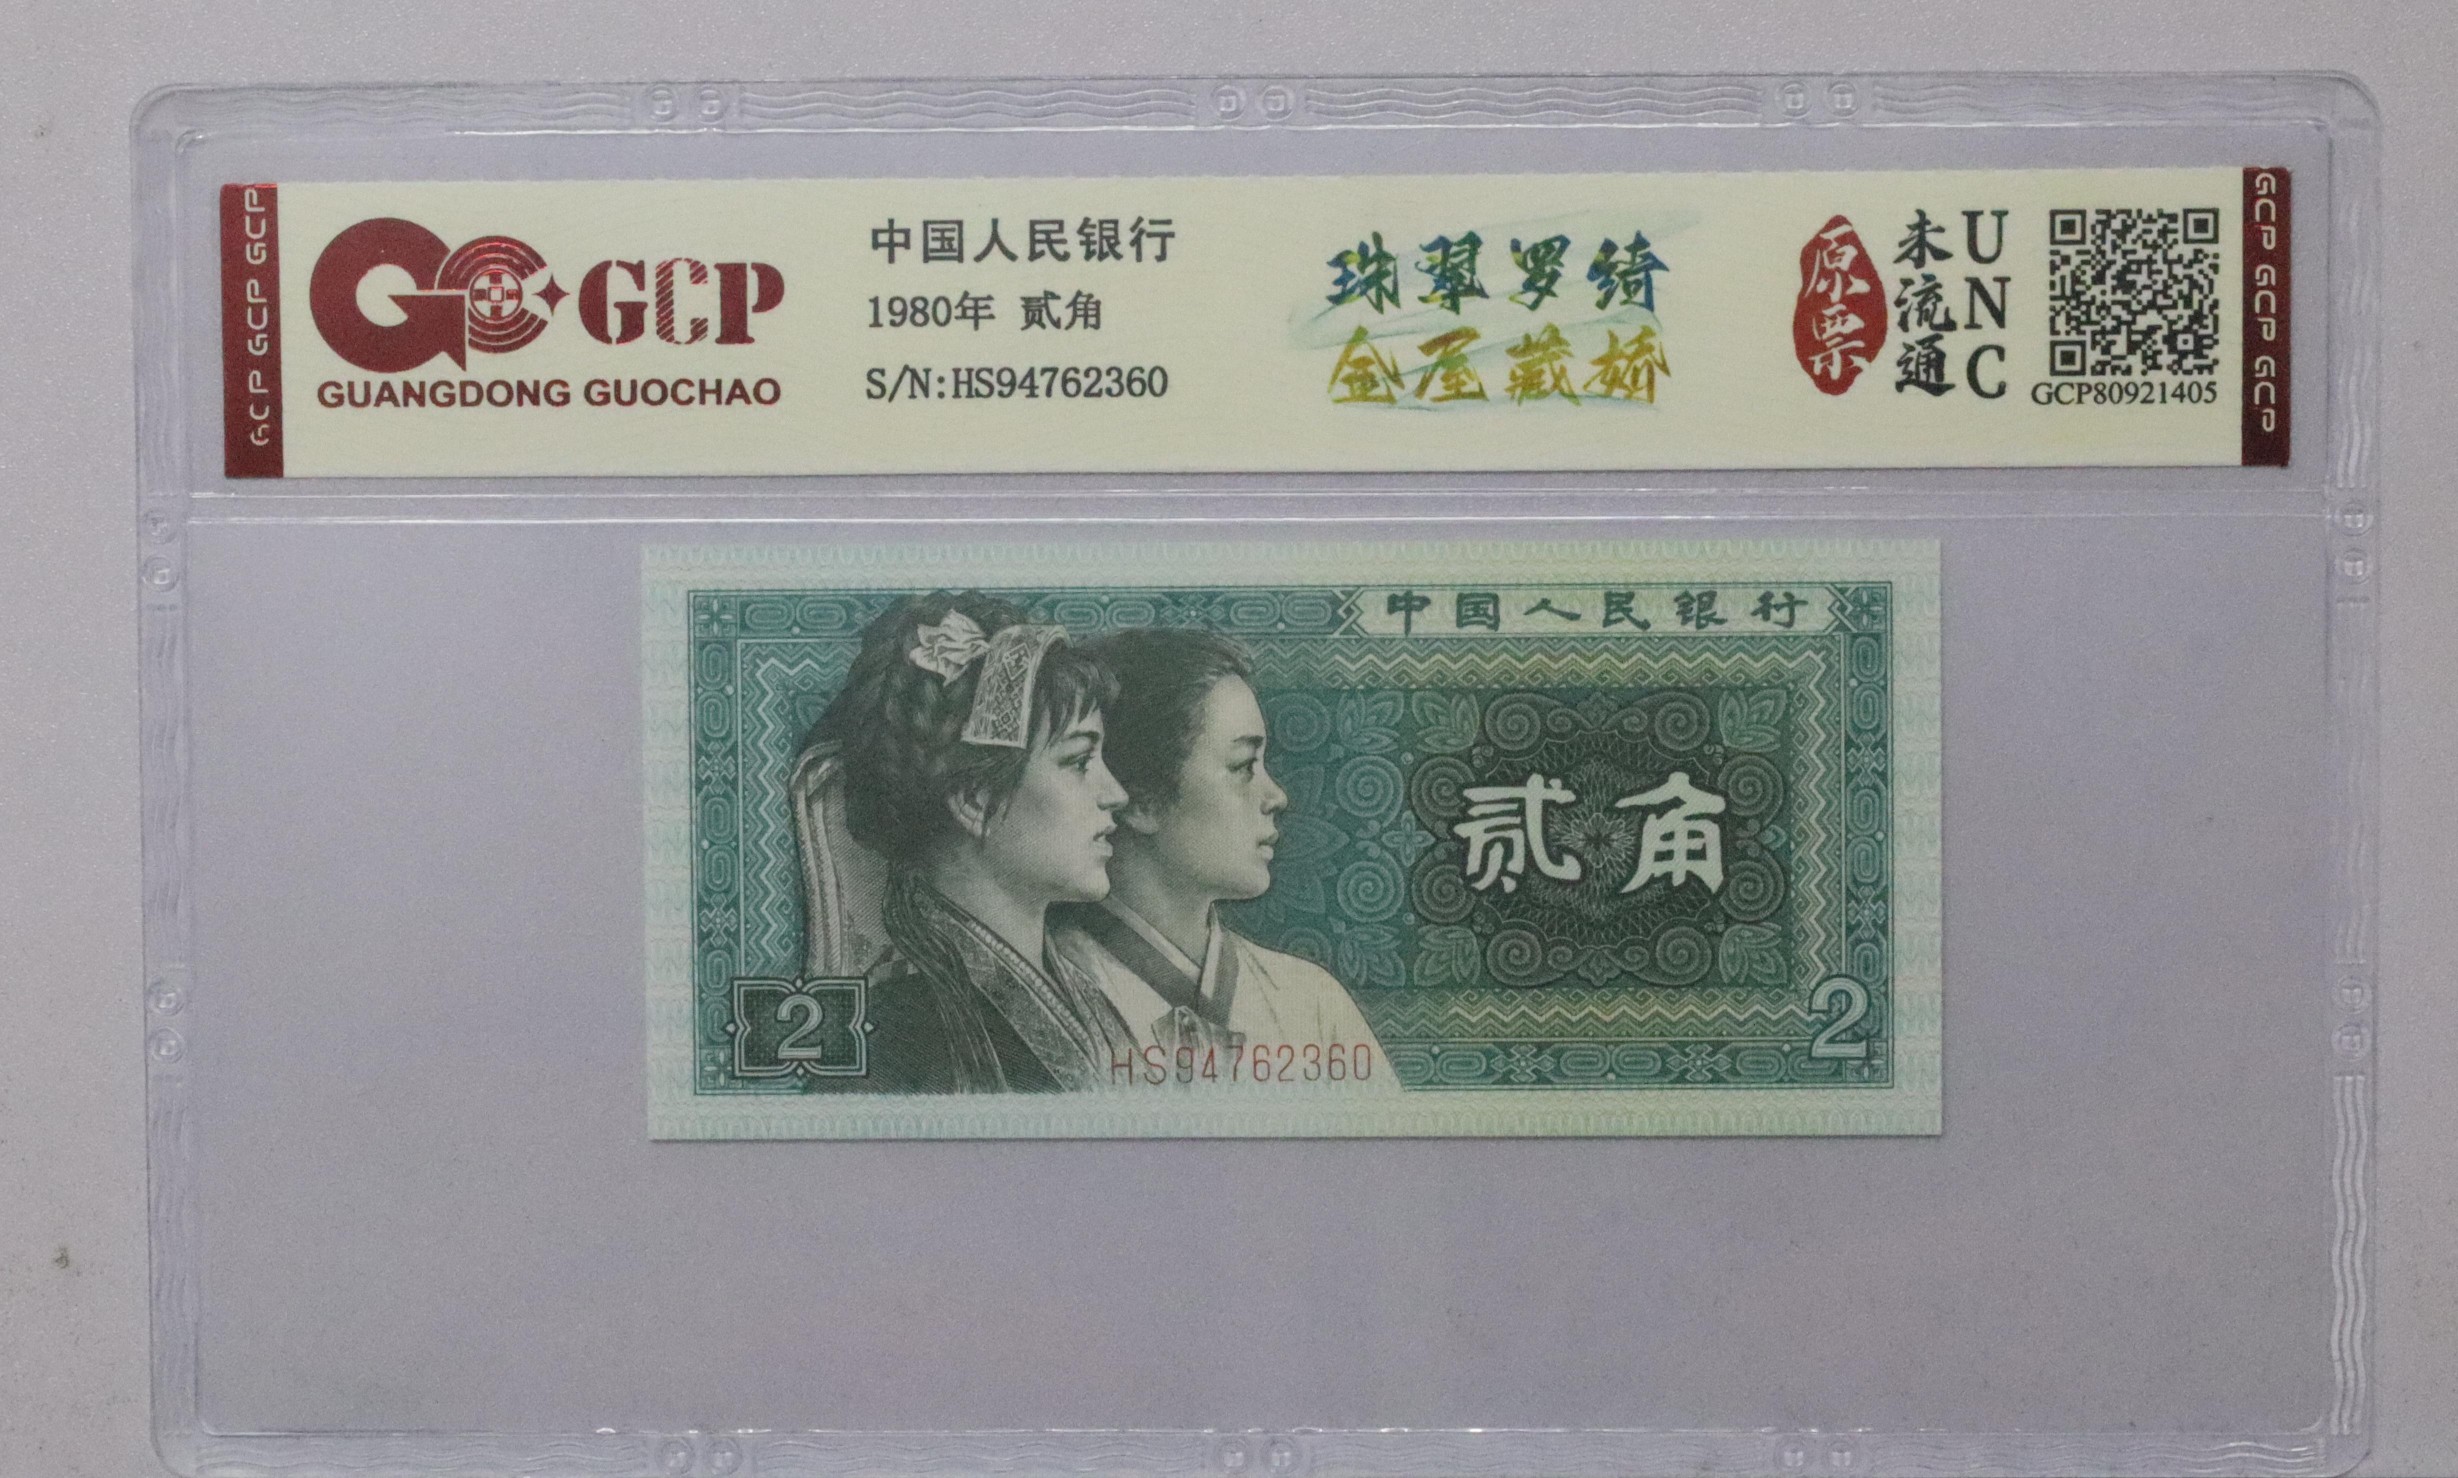 GCP GCP GCP
GCP
GUANGDONG GUOCHAO
中国人民银行
1980年 贰角
S/N:HS94762360
珠翠罗绮
金屋藏娇
原票
未流通
UNC
GCP80921405
GCP GCP GCP
中国人民银行
贰角
2
2
HS94762360